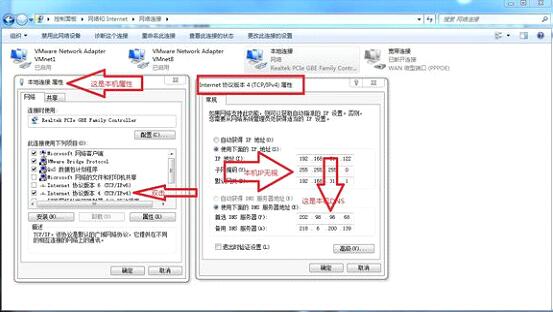 控制面板 ▸ 网络和 Internet ▸ 网络连接 ▸
搜索 网络连接
组织 禁用此网络设备 诊断这个连接 重命名此连接 查看此连接的状态 更改此连接的设置
VMware Network Adapter
VMnet1
已启用
VMware Network Adapter
VMnet8
已启用
本地连接
Realtek PCIe GBE Family Controller
宽带连接
已断开连接
WAN 微型端口 (PPPOE)
本地连接 属性
这是本机属性
网络 共享
连接时使用:
Realtek PCIe GBE Family Controller
配置(C)...
此连接使用下列项目(O):
Microsoft 网络客户端
VMware Bridge Protocol
QoS 数据包计划程序
Microsoft 网络的文件和打印机共享
Internet 协议版本 6 (TCP/IPv6)
Internet 协议版本 4 (TCP/IPv4)
双击
安装(N)... 卸载(U) 属性(R)
描述
TCP/IP。该协议是默认的广域网络协议,它提供在不同的相互连接的网络上的通讯。
确定 取消
Internet 协议版本 4 (TCP/IPv4) 属性
常规
如果网络支持此功能,则可以获取自动指派的 IP 设置。否则,
您需要从网络系统管理员处获得适当的 IP 设置。
自动获得 IP 地址(O)
使用下面的 IP 地址(S):
IP 地址(I): 192 .168 . .122
子网掩码(U): 255 .255 .255 . 0
默认网关(D): 192 .168 . 1
本机IP无视
自动获得 DNS 服务器地址(B)
使用下面的 DNS 服务器地址(E):
这是本机DNS
首选 DNS 服务器(P): 202 . 96 . 96 . 68
备用 DNS 服务器(A): 218 . 6 .200 .139
退出时验证设置(L)
高级(V)...
确定 取消